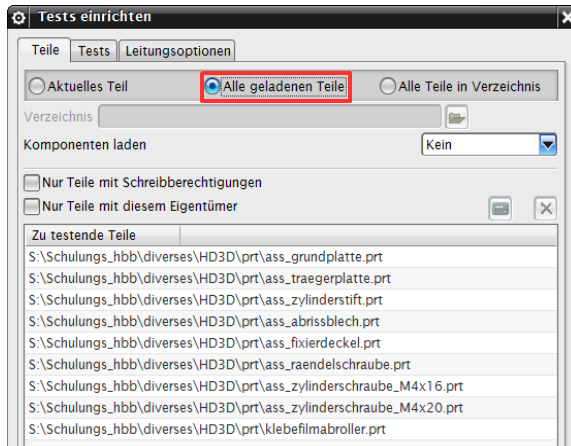 Tests einrichten
Teile Tests Leitungsoptionen
Aktuelles Teil Alle geladenen Teile Alle Teile in Verzeichnis
Verzeichnis
Komponenten laden Kein
Nur Teile mit Schreibberechtigungen
Nur Teile mit diesem Eigentümer
Zu testende Teile
S:\Schulungs_hbb\diverses\HD3D\prt\ass_grundplatte.prt
S:\Schulungs_hbb\diverses\HD3D\prt\ass_traegerplatte.prt
S:\Schulungs_hbb\diverses\HD3D\prt\ass_zylinderstift.prt
S:\Schulungs_hbb\diverses\HD3D\prt\ass_abrissblech.prt
S:\Schulungs_hbb\diverses\HD3D\prt\ass_fixierdeckel.prt
S:\Schulungs_hbb\diverses\HD3D\prt\ass_raendelschraube.prt
S:\Schulungs_hbb\diverses\HD3D\prt\ass_zylinderschraube_M4x16.prt
S:\Schulungs_hbb\diverses\HD3D\prt\ass_zylinderschraube_M4x20.prt
S:\Schulungs_hbb\diverses\HD3D\prt\klebefilmabroller.prt